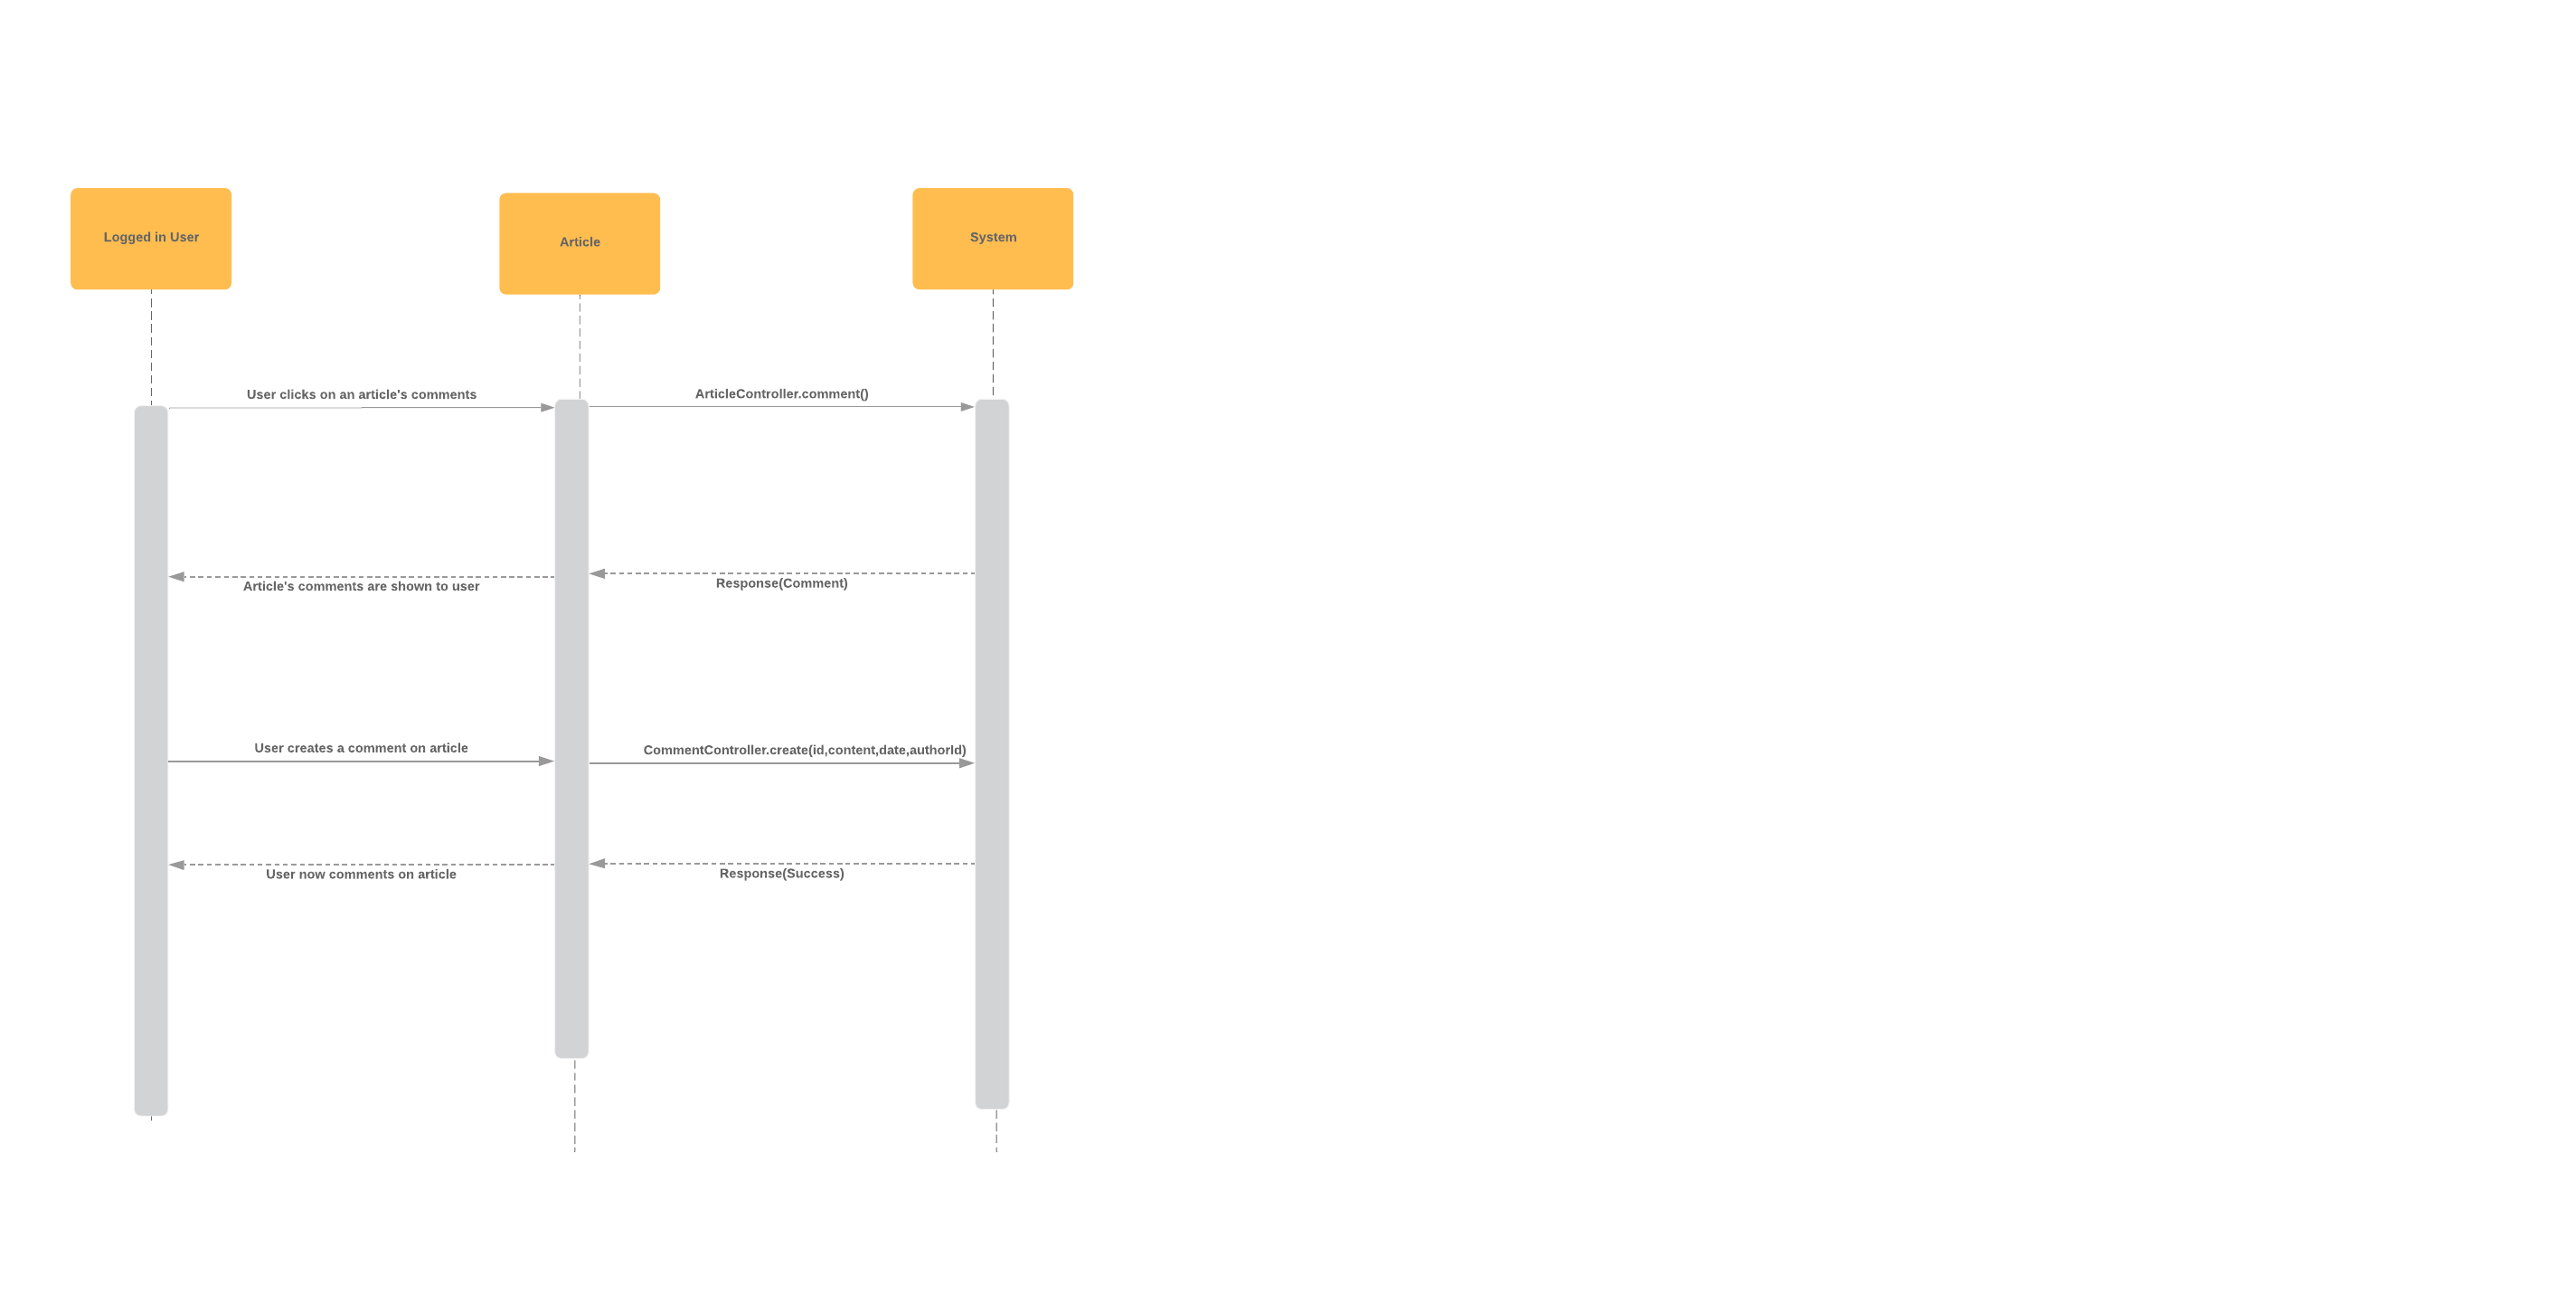 Logged in User
Article
System
User clicks on an article's comments
ArticleController.comment()
Response(Comment)
Article's comments are shown to user
User creates a comment on article
CommentController.create(id,content,date,authorId)
Response(Success)
User now comments on article